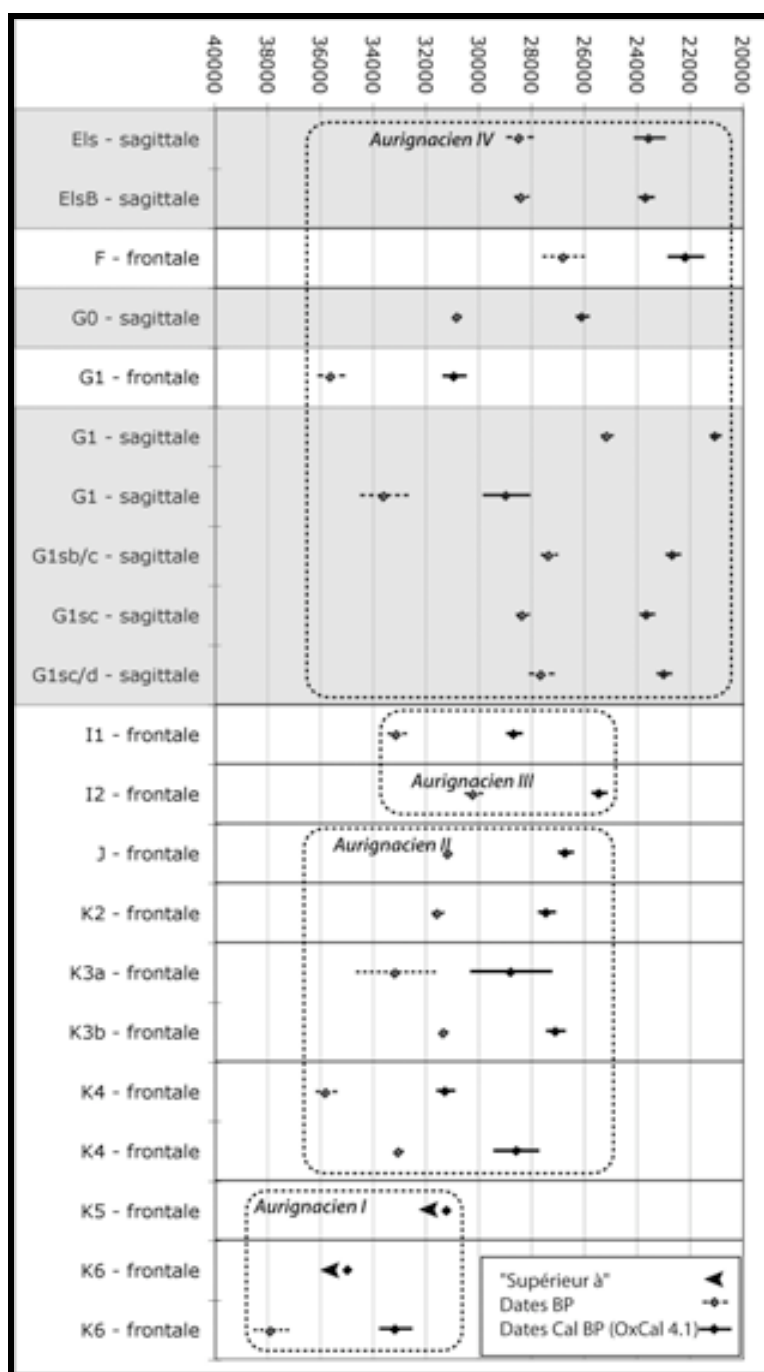 40000
36000
34000
32000
30000
28000
26000
24000
22000
20000
Els - sagittale
Aurignacien IV
ElsB - sagittale
F - frontale
G0 - sagittale
G1 - frontale
G1 - sagittale
G1 - sagittale
G1sb/c - sagittale
G1sc - sagittale
G1sc/d - sagittale
I1 - frontale
I2 - frontale
Aurignacien III
J - frontale
Aurignacien II
K2 - frontale
K3a - frontale
K3b - frontale
K4 - frontale
K4 - frontale
K5 - frontale
Aurignacien I
K6 - frontale
K6 - frontale
"Supérieur à"
Dates BP
Dates Cal BP (OxCal 4.1)